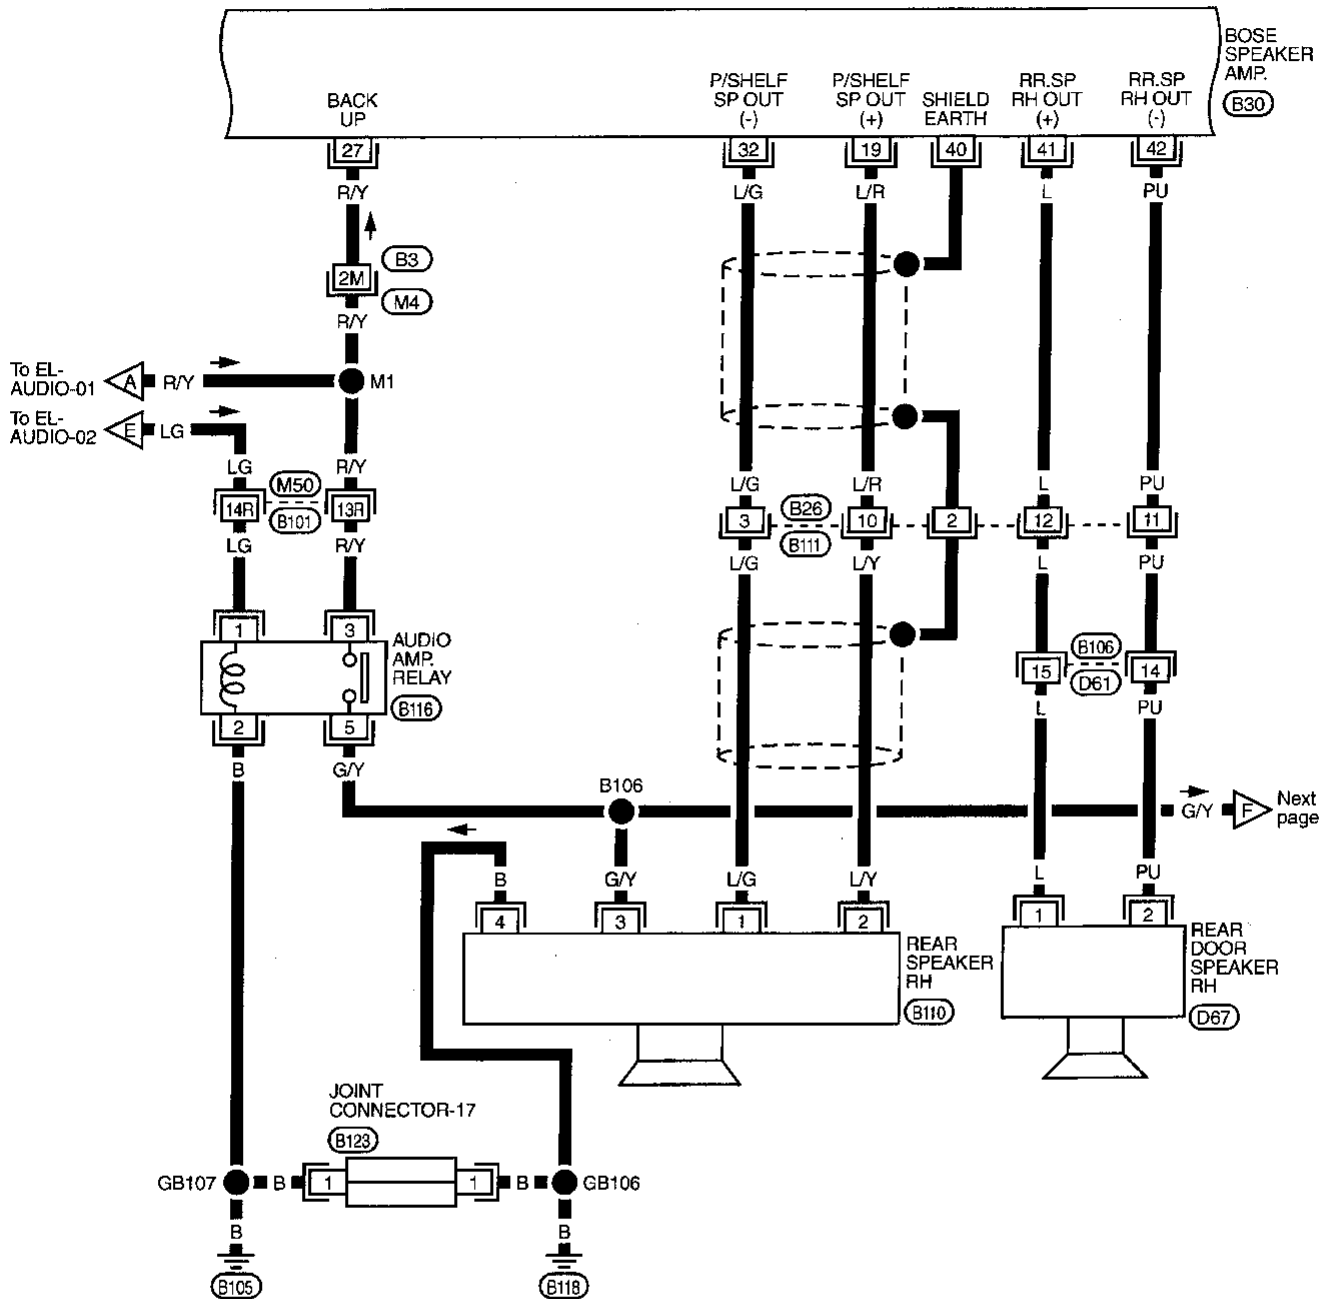 BOSE
SPEAKER
AMP.
B30
BACK
UP
P/SHELF
SP OUT
(-)
P/SHELF
SP OUT
(+)
SHIELD
EARTH
RR.SP
RH OUT
(+)
RR.SP
RH OUT
(-)
27
32
19
40
41
42
R/Y
L/G
L/R
L
PU
B3
2M
M4
R/Y
To EL-
AUDIO-01
A
R/Y
M1
To EL-
AUDIO-02
E
LG
LG
R/Y
L/G
L/R
L
PU
M50
14R
13R
B101
B26
3
10
2
12
11
B111
LG
R/Y
L/G
L/Y
L
PU
1
3
AUDIO
AMP.
RELAY
B116
2
5
B106
15
14
D61
L
PU
B
G/Y
B106
G/Y
F
Next
page
B
G/Y
L/G
L/Y
L
PU
4
3
1
2
1
2
REAR
SPEAKER
RH
B110
REAR
DOOR
SPEAKER
RH
D67
JOINT
CONNECTOR-17
B123
GB107
B
1
1
B
GB106
B
B
B105
B118